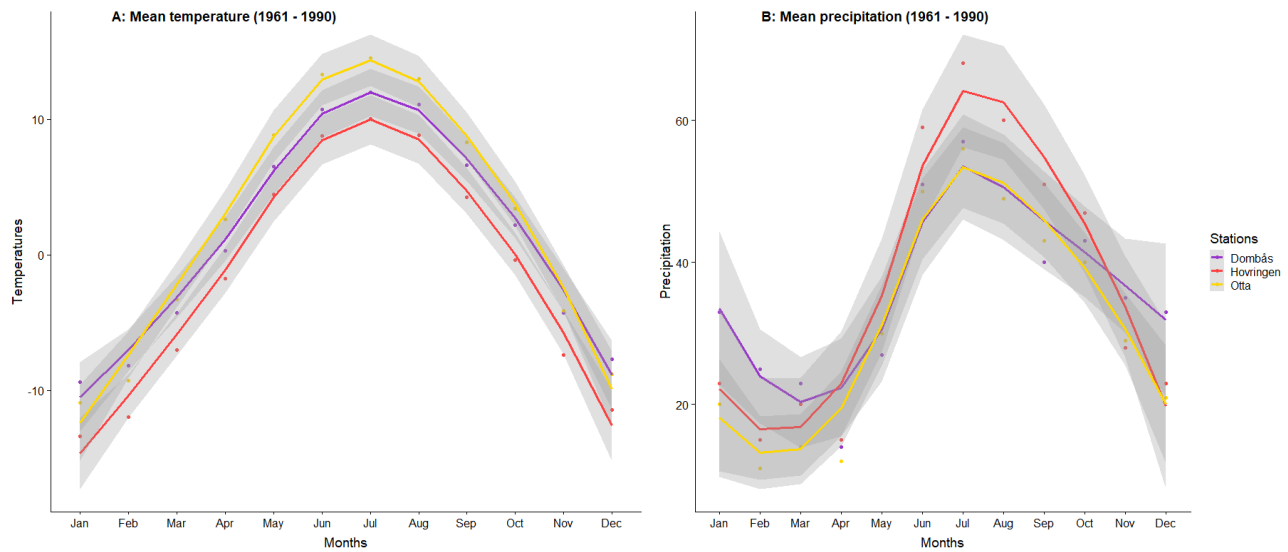 A: Mean temperature (1961 - 1990)
Temperatures
10
0
-10
Jan Feb Mar Apr May Jun Jul Aug Sep Oct Nov Dec
Months
B: Mean precipitation (1961 - 1990)
Precipitation
60
40
20
Jan Feb Mar Apr May Jun Jul Aug Sep Oct Nov Dec
Months
Stations
Dombås
Hovringen
Otta